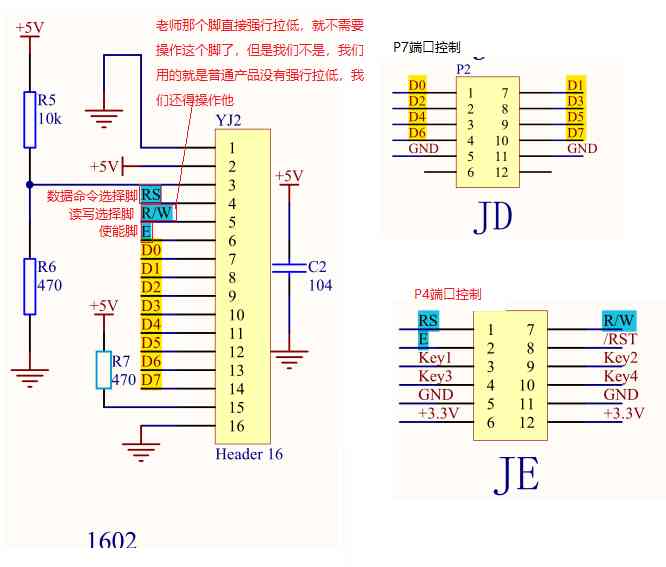 老师那个脚直接强行拉低，就不需要
操作这个脚了，但是我们不是，我们
用的就是普通产品没有强行拉低，我
们还得操作他
+5V
R5
10k
YJ2
1
+5V
2
3
+5V
数据命令选择脚 RS 4
读写选择脚 R/W 5
使能脚 E 6
D0 7
D1 8
D2 9
D3 10
D4 11
D5 12
D6 13
D7 14
15
16
R6
470
C2
104
+5V
R7
470
Header 16
1602
P7端口控制
P2
D0 1 7 D1
D2 2 8 D3
D4 3 9 D5
D6 4 10 D7
GND 5 11 GND
6 12
JD
P4端口控制
RS 1 7 R/W
E 2 8 /RST
Key1 3 9 Key2
Key3 4 10 Key4
GND 5 11 GND
+3.3V 6 12 +3.3V
JE